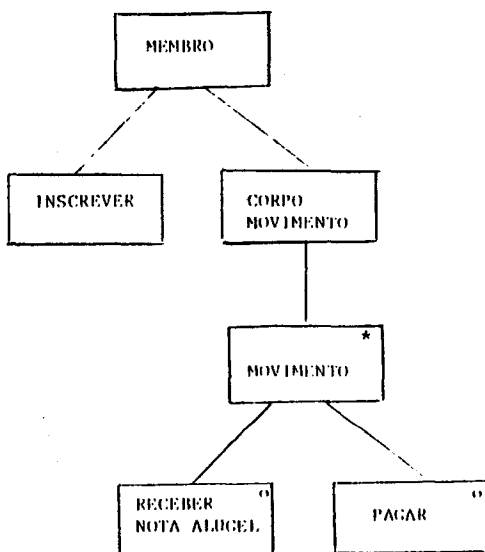 MEMBRO
INSCREVER
CORPO
MOVIMENTO
*
MOVIMENTO
o
RECEBER
NOTA ALUGEL
o
PAGAR